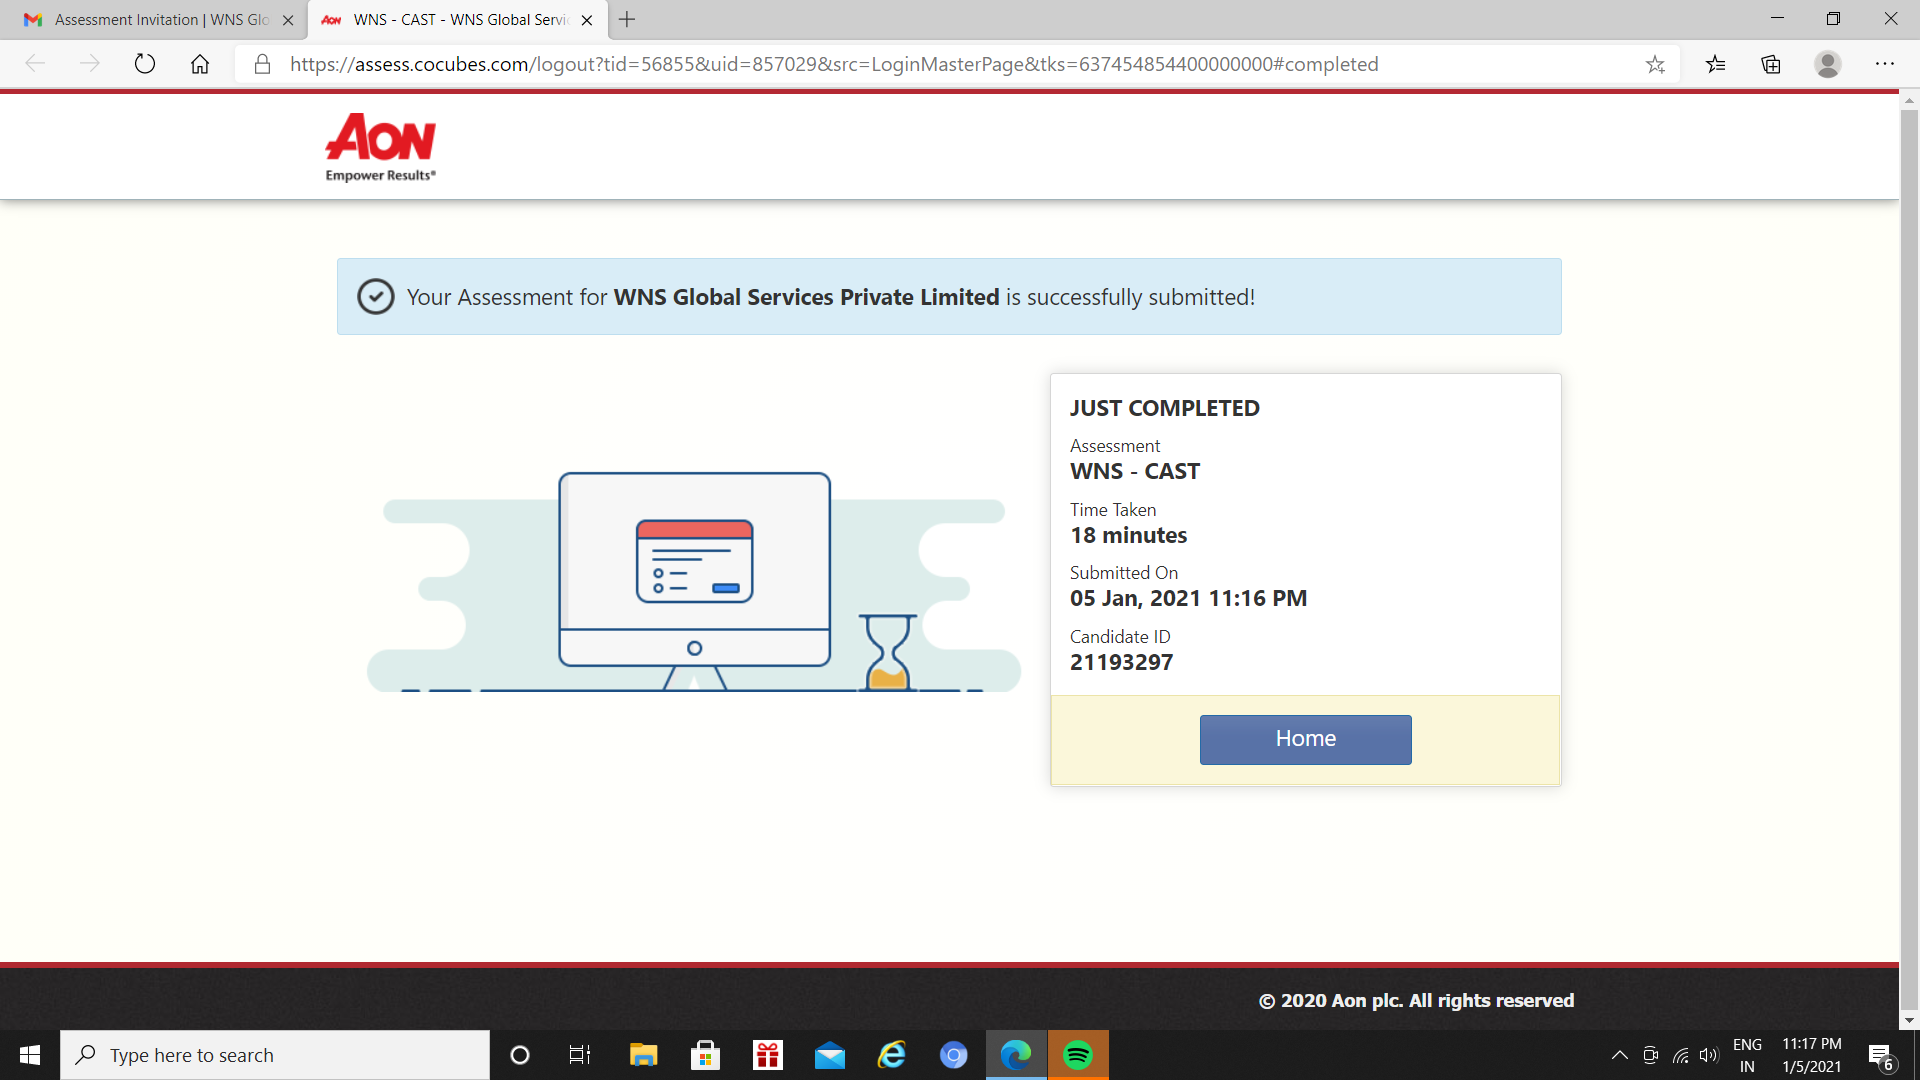 Assessment Invitation | WNS Glo
WNS - CAST - WNS Global Servi
https://assess.cocubes.com/logout?tid=56855&uid=857029&src=LoginMasterPage&tks=637454854400000000#completed
AON
Empower Results®
Your Assessment for WNS Global Services Private Limited is successfully submitted!
JUST COMPLETED
Assessment
WNS - CAST
Time Taken
18 minutes
Submitted On
05 Jan, 2021 11:16 PM
Candidate ID
21193297
Home
© 2020 Aon plc. All rights reserved
Type here to search
ENG
IN
11:17 PM
1/5/2021
6